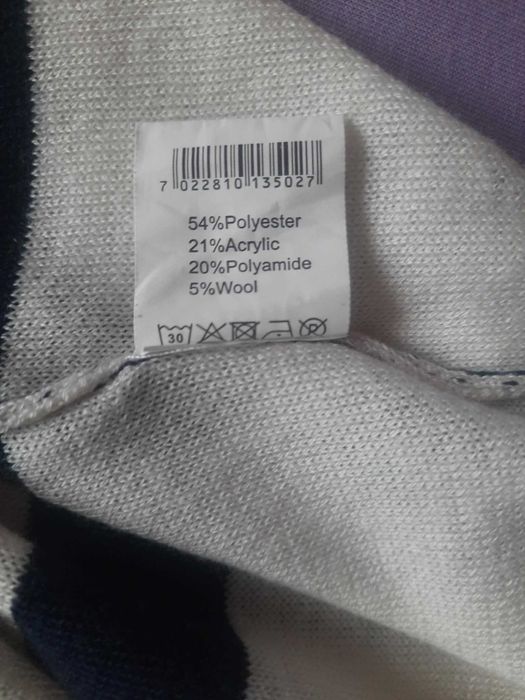 7 022810 135027
54%Polyester
21%Acrylic
20%Polyamide
5%Wool
30 P